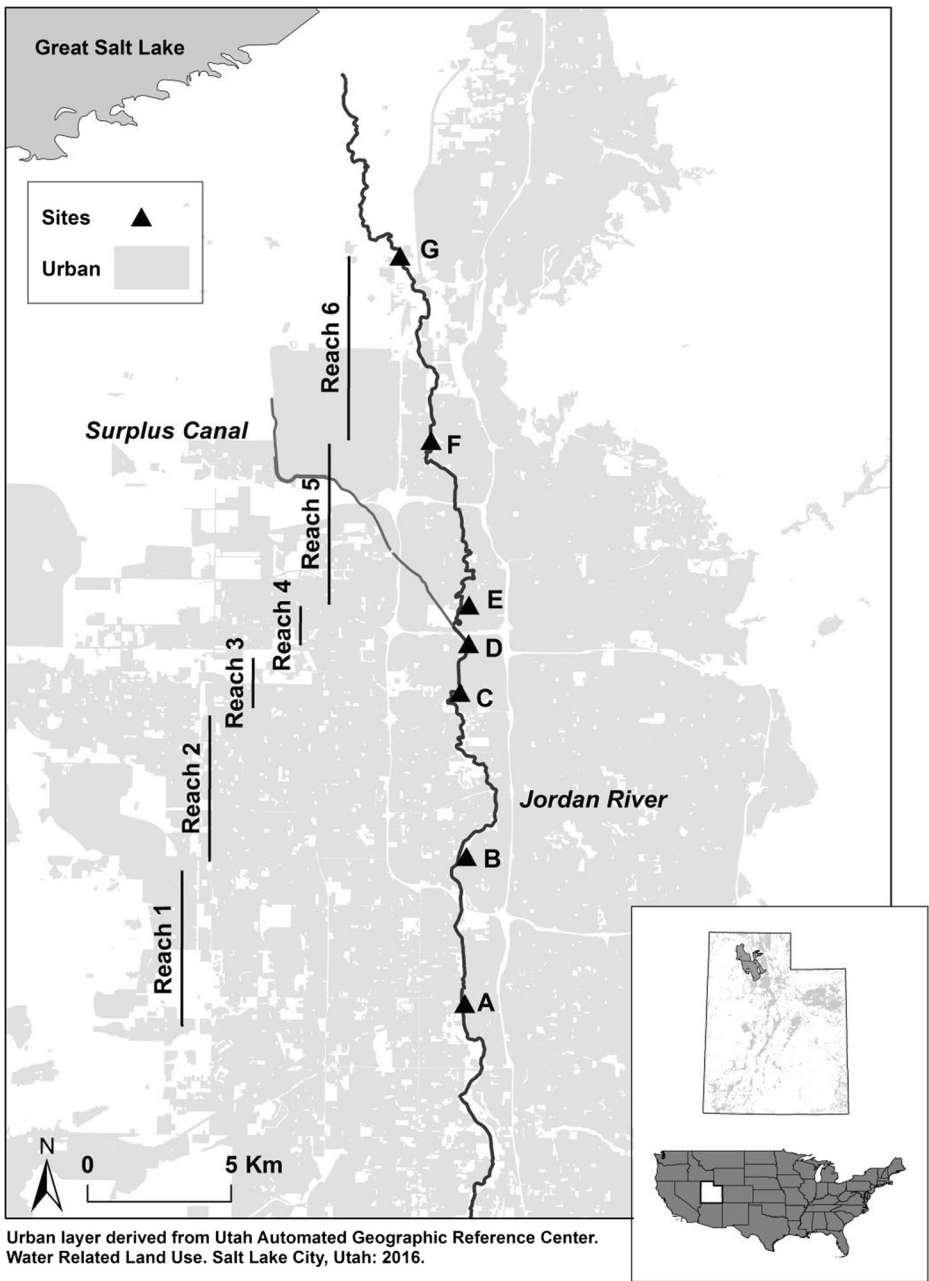 Great Salt Lake
Sites
Urban
G
Reach 6
Surplus Canal
F
Reach 5
Reach 4
E
D
Reach 3
C
Reach 2
Jordan River
B
Reach 1
A
N
0 5 Km
Urban layer derived from Utah Automated Geographic Reference Center.
Water Related Land Use. Salt Lake City, Utah: 2016.